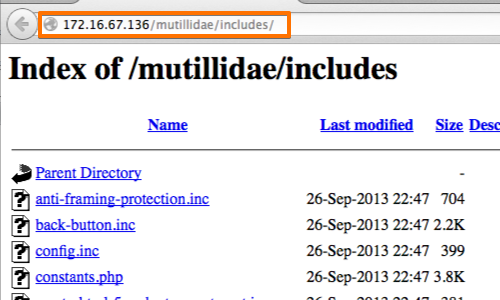 172.16.67.136/mutillidae/includes/
Index of /mutillidae/includes
Name Last modified Size Desc
Parent Directory -
anti-framing-protection.inc 26-Sep-2013 22:47 704
back-button.inc 26-Sep-2013 22:47 2.2K
config.inc 26-Sep-2013 22:47 399
constants.php 26-Sep-2013 22:47 3.8K
26-Sep-2013 22:47 381